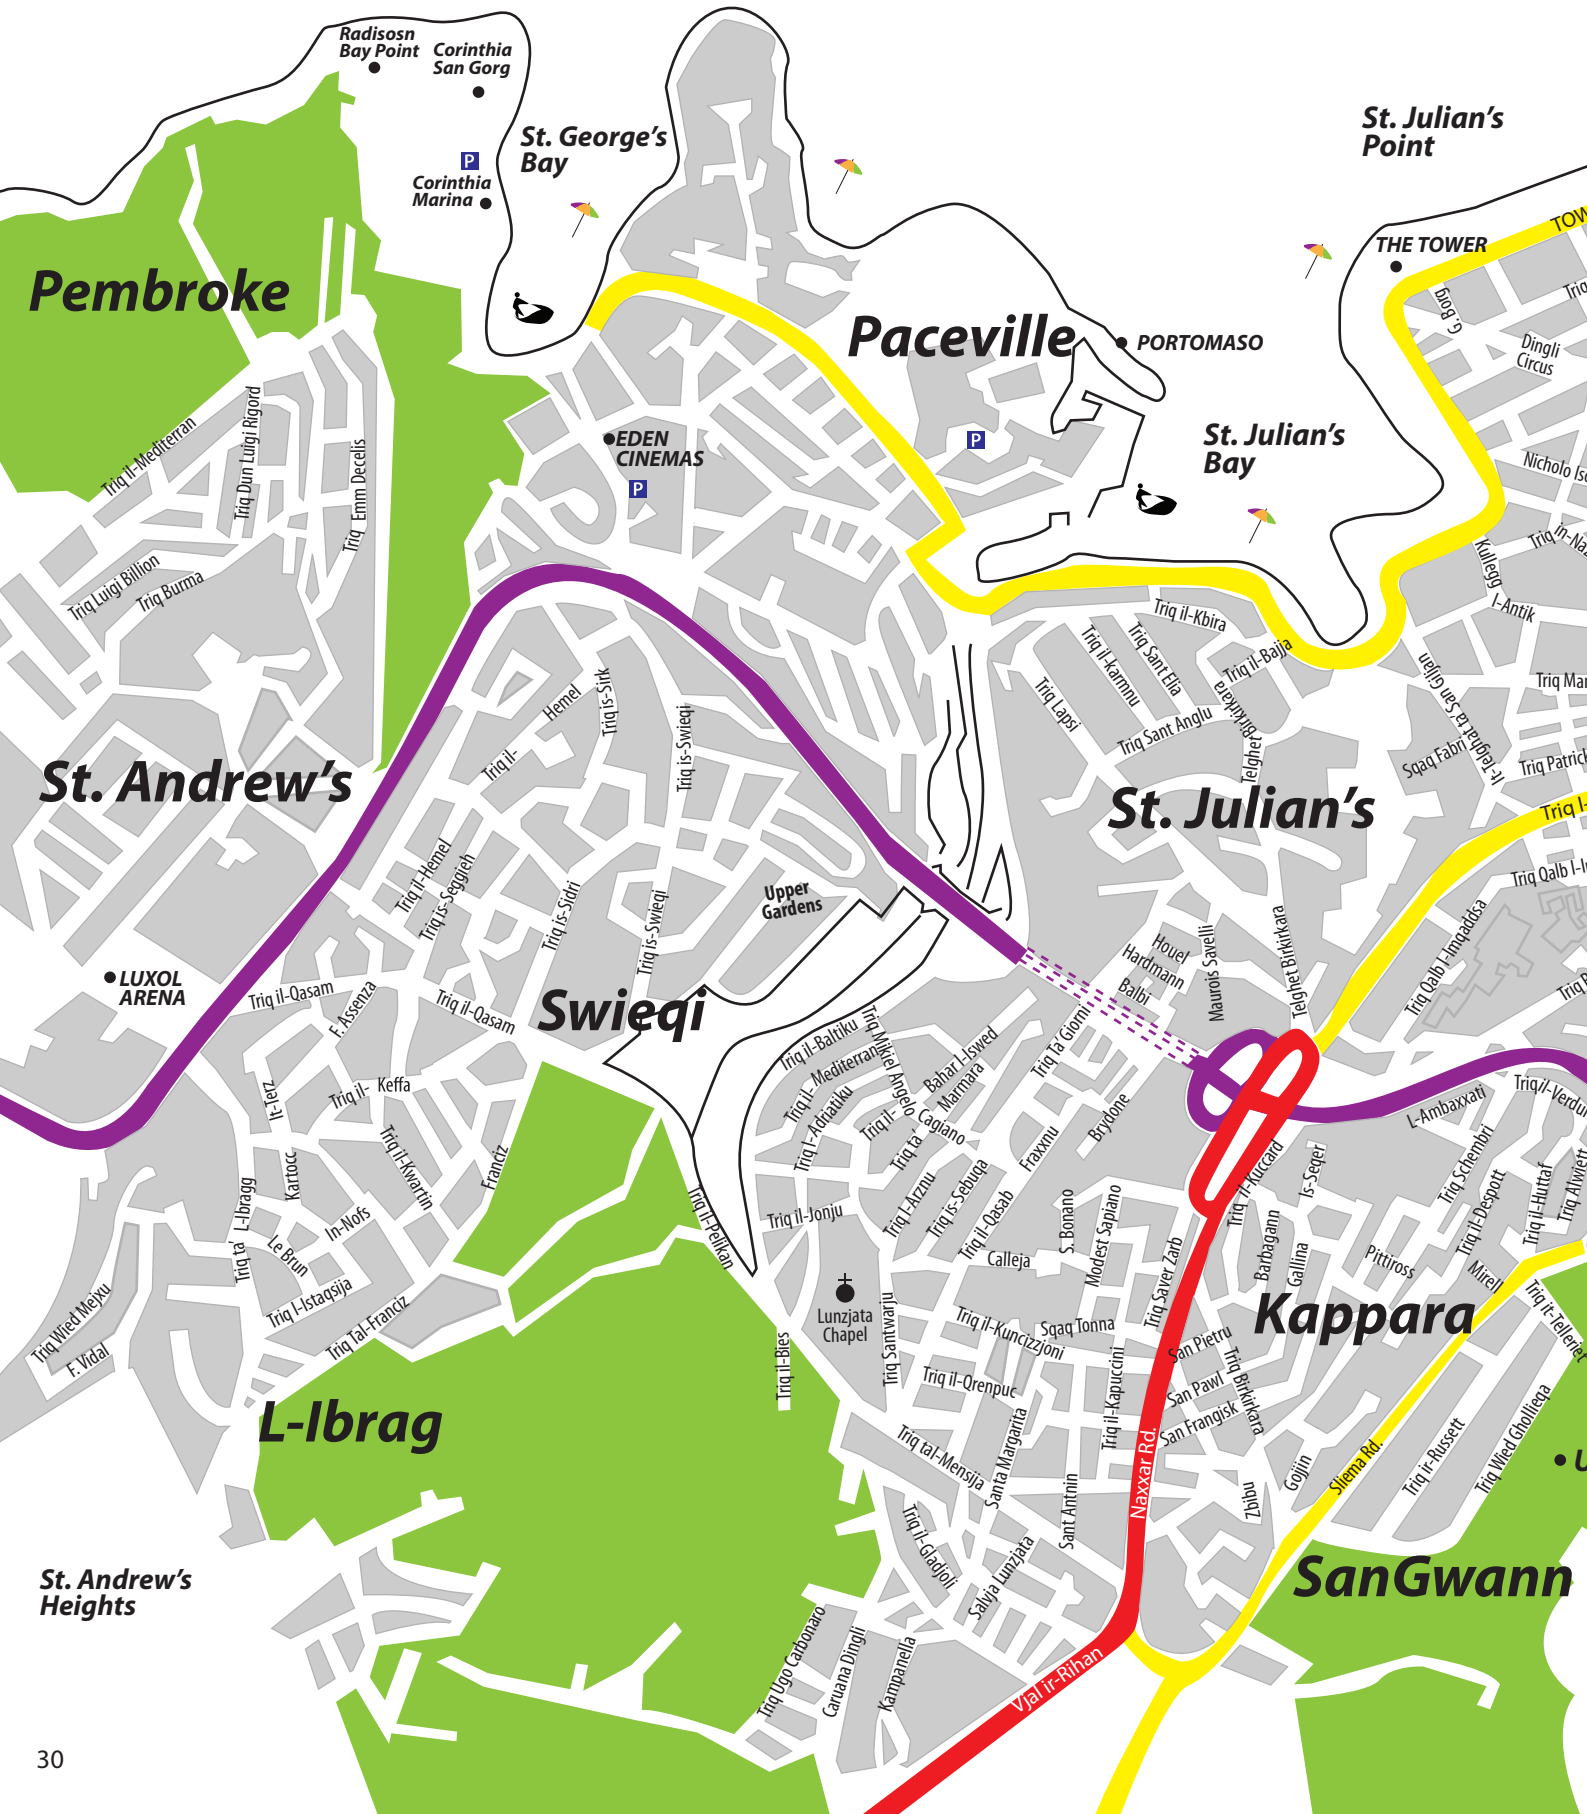 Radisosn
Bay Point
Corinthia
San Gorg
St. George's
Bay
P
Corinthia
Marina
St. Julian's
Point
THE TOWER
Pembroke
G. Borg
Dingli
Circus
Paceville
PORTOMASO
EDEN
CINEMAS
P
P
St. Julian's
Bay
Triq il-Mediterran
Triq Dun Luigi Rigord
Triq Emm Decelis
Triq Luigi Billion
Triq Burma
Kullegg
l-Antik
Triq il-Kbira
Triq il-karmnu
Triq Sant Elia
Triq il-Bajja
Triq Lapsi
Triq Sant Anglu
Telghet Birkirkara
It-Telghat ta' San Giljan
Sqaq Fabri
Triq is-Sirk
Hemel
Triq il-
Triq is-Swieqi
St. Andrew's
St. Julian's
Triq il-Hemel
Triq is-Seggieh
Triq is-Sidri
Triq is-Swieqi
Upper
Gardens
Triq Qalb l-Imqaddsa
Houel
Hardmann
Balbi
Maurois Savelli
Telghet Birkirkara
LUXOL
ARENA
Triq il-Qasam
F. Assenza
Triq il-Qasam
Swieqi
Triq il-Baltiku
Triq il- Mediterran
Triq Mikiel Angelo Cagiano
Triq l-Adriatiku
Triq il- Bahar l-Iswed
Triq ta' Marmara
Triq Ta' Giorni
Brydone
Fraxxnu
L-Ambaxxati
It-Terz
Triq il- Keffa
Kartocc
Triq il-Kwartin
Franciz
Triq ta' L-Ibragg
Le Brun
In-Nofs
Triq l-Istaqsija
Triq Tal-Franciz
Triq Wied Mejxu
F. Vidal
Triq il-Pelikan
Triq il-Jonju
Triq l-Arznu
Triq is-Sebuqa
Triq il-Qasab
S. Bonano
Modest Sapiano
Calleja
Triq il-Kuccard
Is-Seqer
Triq Schembri
Triq il-Despott
Triq il-Huttaf
Barbagann
Gallina
Pittiross
Mirell
Triq it-Telleriet
Lunzjata
Chapel
Triq Santwarju
Triq il-Bies
Triq il-Kuncizzjoni
Sqaq Tonna
Triq Saver Zarb
Kappara
Triq il-Qrenpuc
Triq il-Kapuccini
San Pietru
San Pawl
San Frangisk
Triq Birkirkara
L-Ibrag
Triq tal-Mensija
Santa Margarita
Sant Antnin
Naxxar Rd.
Zbibu
Gojjin
Sliema Rd.
Triq ir-Russett
Triq Wied Ghollieqa
St. Andrew's
Heights
SanGwann
Triq il-Gladjoli
Salvja Lunzjata
Triq Ugo Carbonaro
Caruana Dingli
Kampanella
Vjal ir-Rihan
30